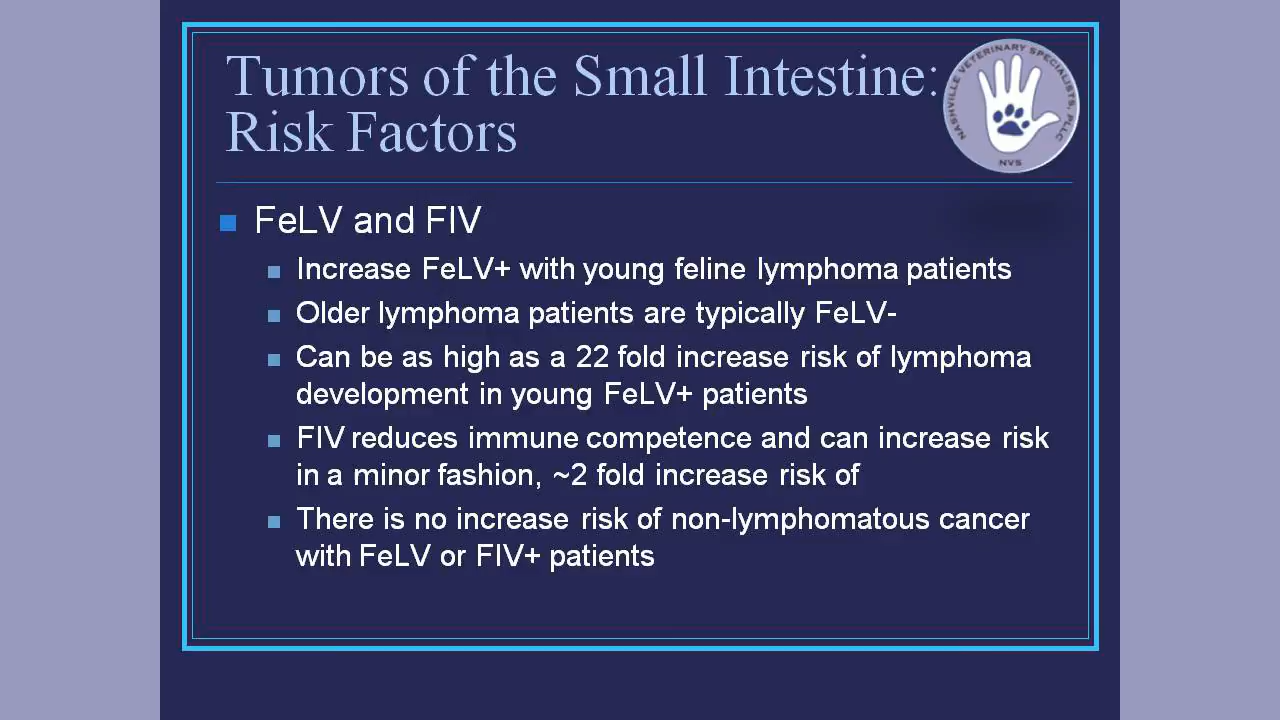 Tumors of the Small Intestine:
Risk Factors
NASHVILLE VETERINARY SPECIALISTS, PLLC
NVS
FeLV and FIV
Increase FeLV+ with young feline lymphoma patients
Older lymphoma patients are typically FeLV-
Can be as high as a 22 fold increase risk of lymphoma
development in young FeLV+ patients
FIV reduces immune competence and can increase risk
in a minor fashion, ~2 fold increase risk of
There is no increase risk of non-lymphomatous cancer
with FeLV or FIV+ patients